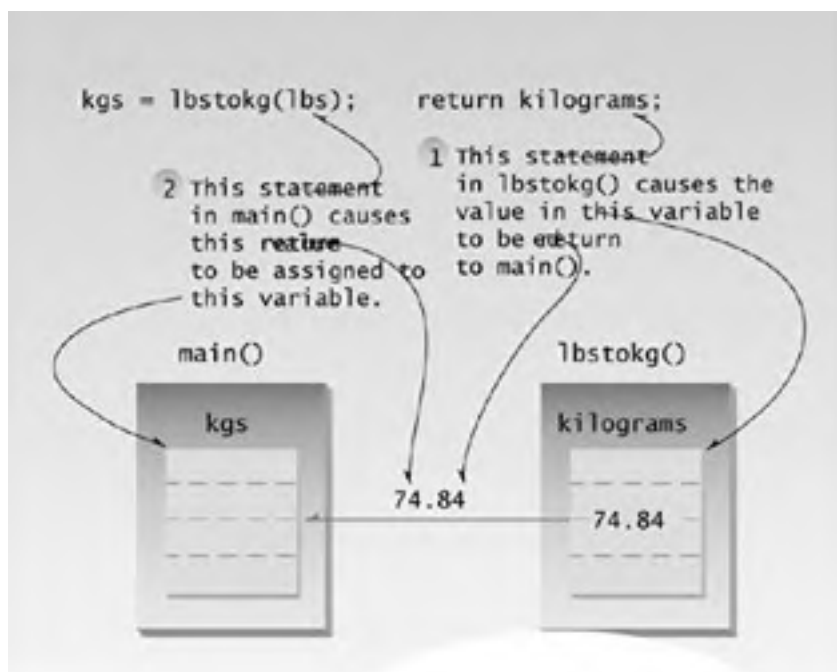 kgs = lbstokg(lbs);
return kilograms;
2 This statement
in main() causes
this
to be assigned to
this variable.
1 This statement
in lbstokg() causes the
value in this variable
to be
to main().
main()
lbstokg()
kgs
kilograms
74.84
74.84